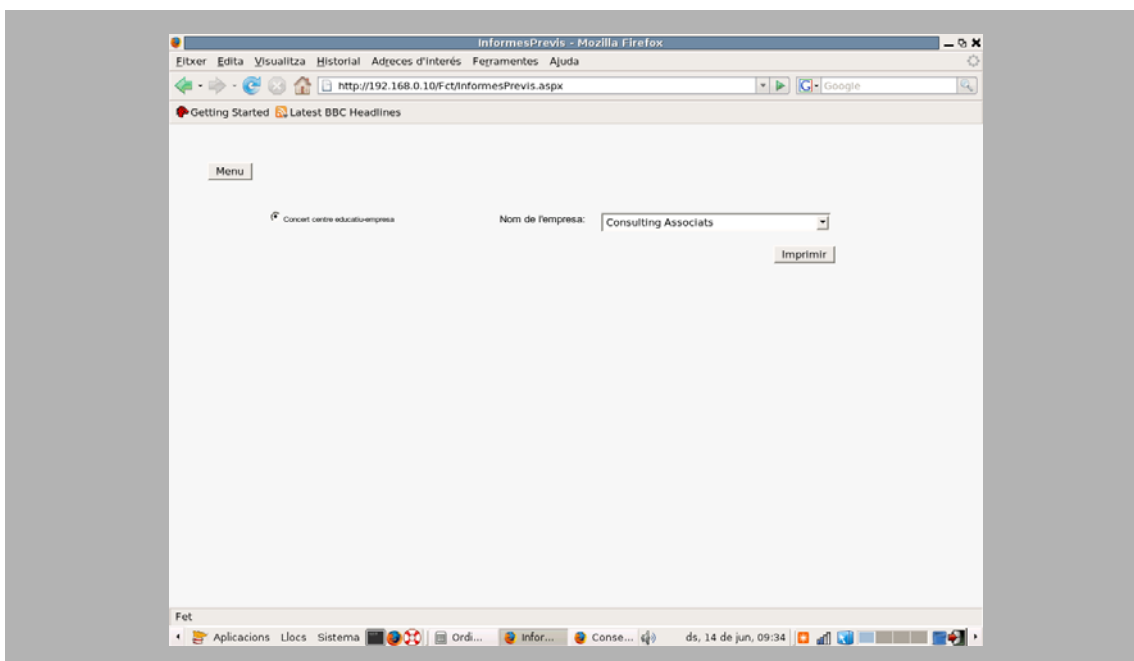 InformesPrevis - Mozilla Firefox
Fitxer Edita Visualitza Historial Adreces d'interés Ferramentes Ajuda
http://192.168.0.10/Fct/InformesPrevis.aspx
Google
Getting Started Latest BBC Headlines
Menu
Concert centre educatiu-empresa Nom de l'empresa: Consulting Associats
Imprimir
Fet
Aplicacions Llocs Sistema Ordi... Infor... Conse... ds, 14 de jun, 09:34